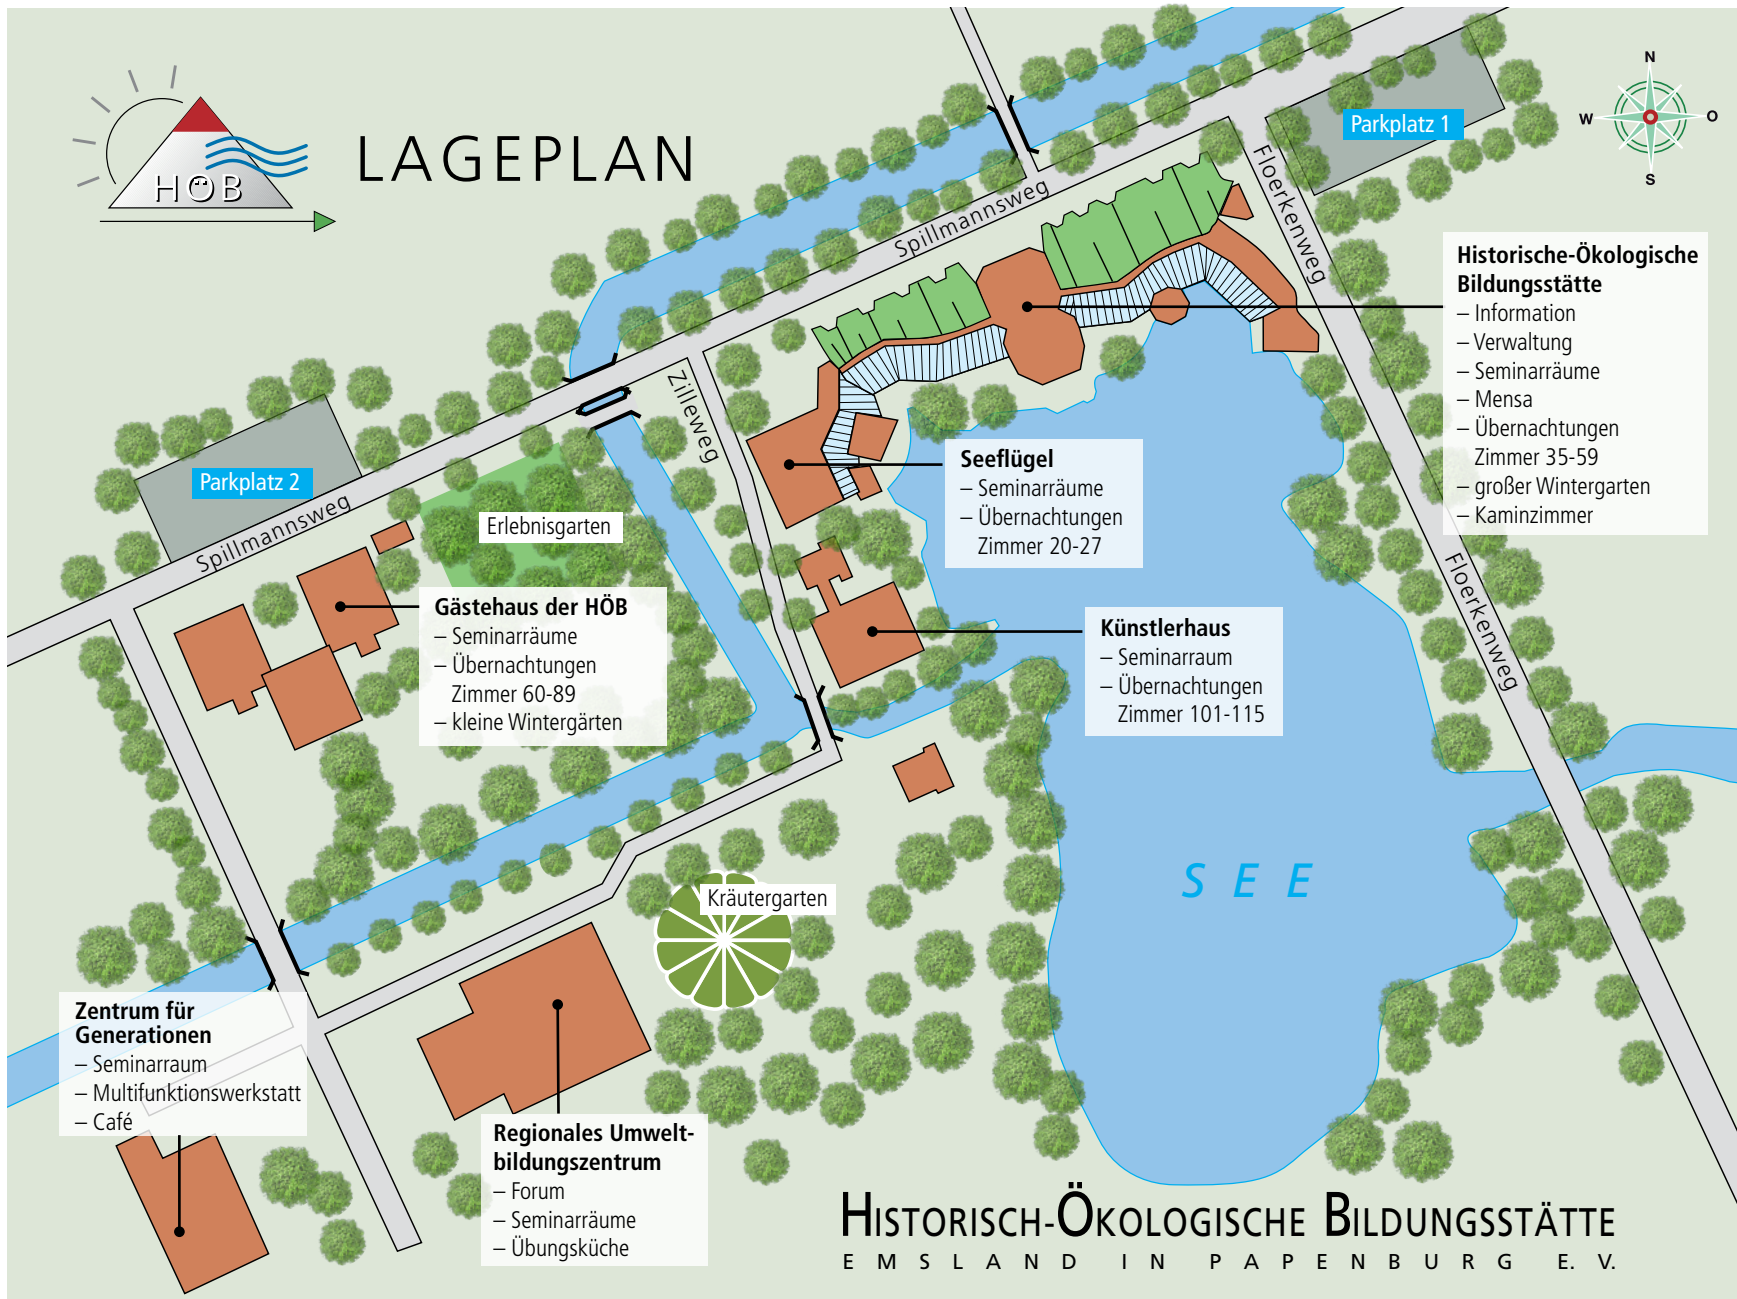 LAGEPLAN
HÖB
N
W
O
S
Parkplatz 1
Spillmannsweg
Floerkenweg
Historische-Ökologische
Bildungsstätte
– Information
– Verwaltung
– Seminarräume
– Mensa
– Übernachtungen
Zimmer 35-59
– großer Wintergarten
– Kaminzimmer
Zilleweg
Seeflügel
– Seminarräume
– Übernachtungen
Zimmer 20-27
Parkplatz 2
Spillmannsweg
Erlebnisgarten
Gästehaus der HÖB
– Seminarräume
– Übernachtungen
Zimmer 60-89
– kleine Wintergärten
Künstlerhaus
– Seminarraum
– Übernachtungen
Zimmer 101-115
Floerkenweg
SEE
Kräutergarten
Zentrum für
Generationen
– Seminarraum
– Multifunktionswerkstatt
– Café
Regionales Umwelt-
bildungszentrum
– Forum
– Seminarräume
– Übungsküche
HISTORISCH-ÖKOLOGISCHE BILDUNGSSTÄTTE
EMSLAND IN PAPENBURG E. V.